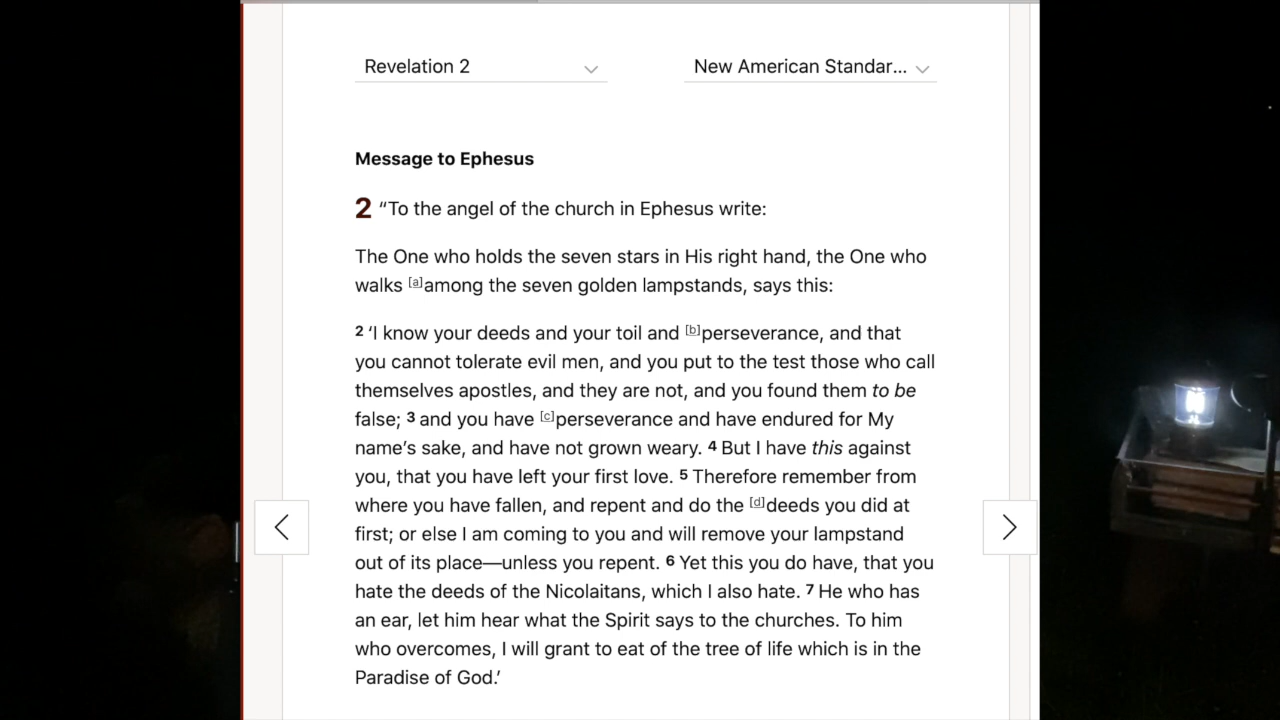 Revelation 2
New American Standar...
Message to Ephesus
2 “To the angel of the church in Ephesus write:
The One who holds the seven stars in His right hand, the One who
walks [a]among the seven golden lampstands, says this:
2 ‘I know your deeds and your toil and [b]perseverance, and that
you cannot tolerate evil men, and you put to the test those who call
themselves apostles, and they are not, and you found them to be
false; 3 and you have [c]perseverance and have endured for My
name’s sake, and have not grown weary. 4 But I have this against
you, that you have left your first love. 5 Therefore remember from
where you have fallen, and repent and do the [d]deeds you did at
first; or else I am coming to you and will remove your lampstand
out of its place—unless you repent. 6 Yet this you do have, that you
hate the deeds of the Nicolaitans, which I also hate. 7 He who has
an ear, let him hear what the Spirit says to the churches. To him
who overcomes, I will grant to eat of the tree of life which is in the
Paradise of God.’